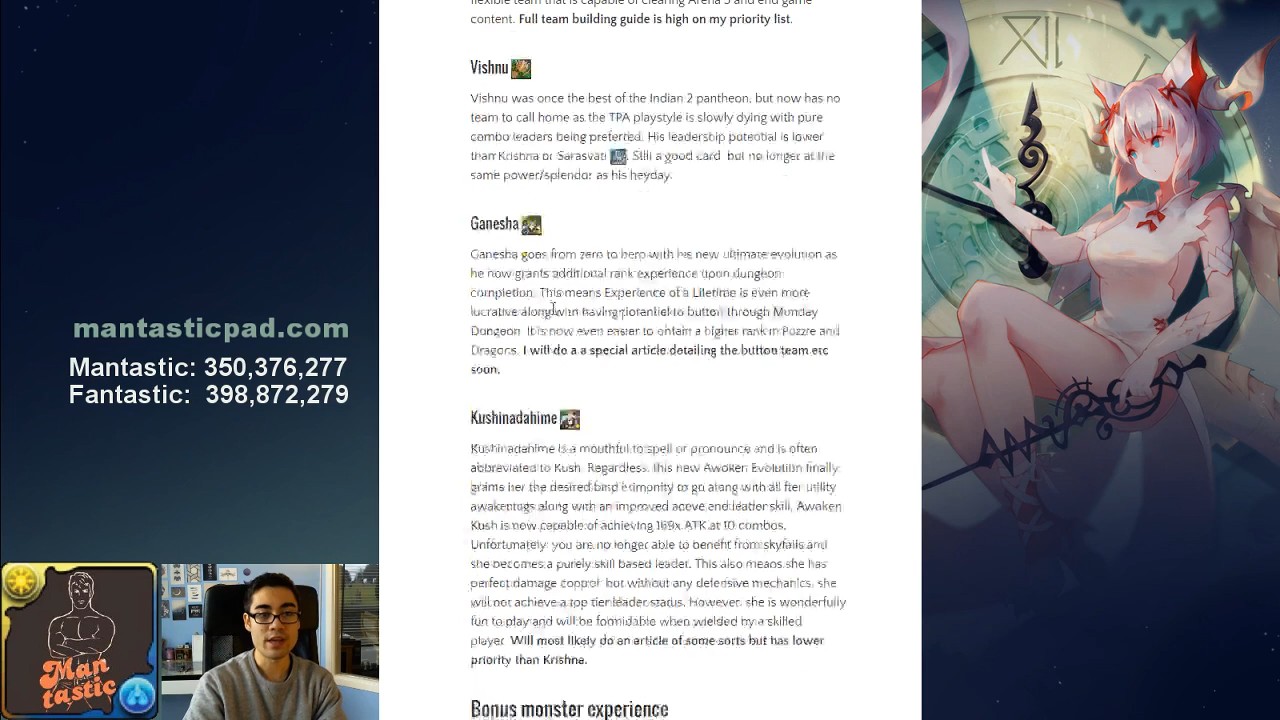 flexible team that is capable of clearing Arena 3 and end game
content. Full team building guide is high on my priority list.
Vishnu
Vishnu was once the best of the Indian 2 pantheon, but now has no
team to call home as the TPA playstyle is slowly dying with pure
combo leaders being preferred. His leadership potential is lower
than Krishna or Sarasvati . Still a good card but no longer at the
same power/splendor as his heyday.
Ganesha
Ganesha goes from zero to hero with his new ultimate evolution as
he now grants additional rank experience upon dungeon
completion. This means Experience of a Lifetime is even more
lucrative along with having potential to button through Monday
Dungeon. It is now even easier to obtain a higher rank in Puzzle and
Dragons. I will do a a special article detailing the button team etc
soon.
Kushinadahime
Kushinadahime is a mouthful to spell or pronounce and is often
abbreviated to Kush. Regardless, this new Awoken Evolution finally
grants her the desired bind immunity to go along with all her utility
awakenings along with an improved active and leader skill. Awoken
Kush is now capable of achieving 169x ATK at 10 combos.
Unfortunately you are no longer able to benefit from skyfalls and
she becomes a purely skill based leader. This also means she has
perfect damage control but without any defensive mechanics, she
will not achieve a top tier leader status. However, she is wonderfully
fun to play and will be formidable when wielded by a skilled
player. Will most likely do an article of some sorts but has lower
priority than Krishna.
Bonus monster experience
mantasticpad.com
Mantastic: 350,376,277
Fantastic: 398,872,279
Man
tastic
XII